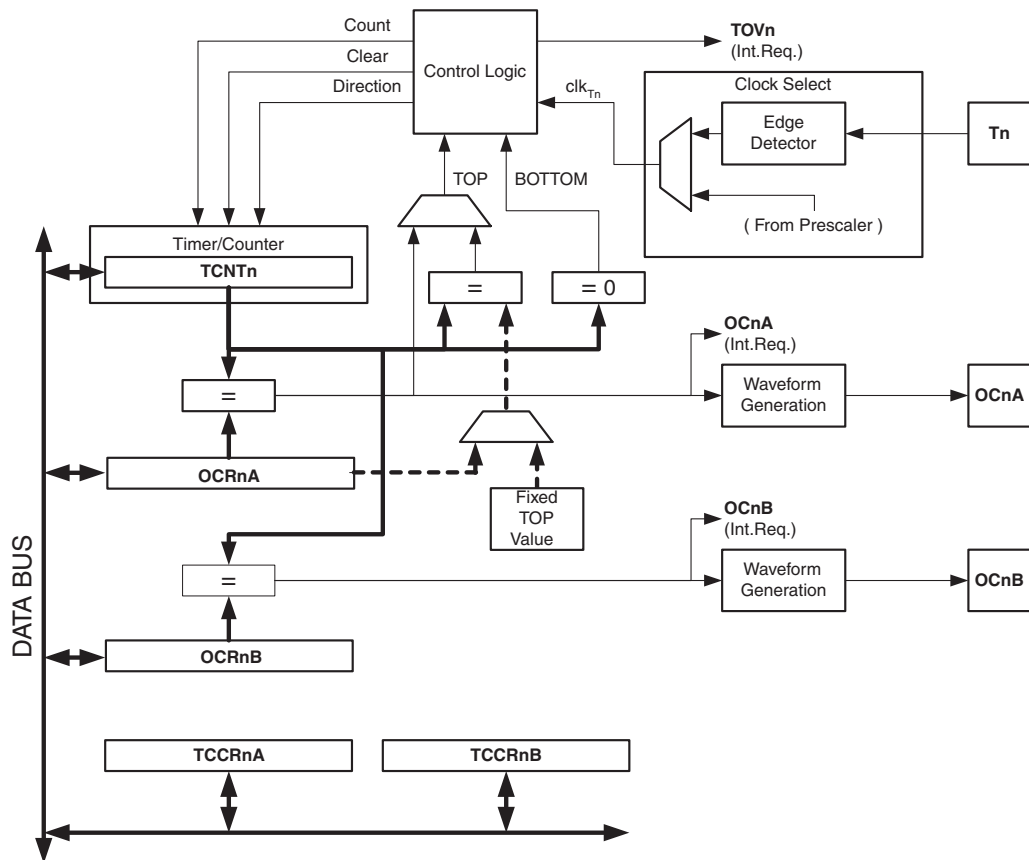 Count
Clear
Direction
Control Logic
TOVn
(Int.Req.)
clkTn
Clock Select
Edge
Detector
Tn
( From Prescaler )
TOP
BOTTOM
Timer/Counter
TCNTn
=
= 0
OCnA
(Int.Req.)
=
Waveform
Generation
OCnA
OCRnA
Fixed
TOP
Value
OCnB
(Int.Req.)
=
Waveform
Generation
OCnB
OCRnB
DATA BUS
TCCRnA
TCCRnB